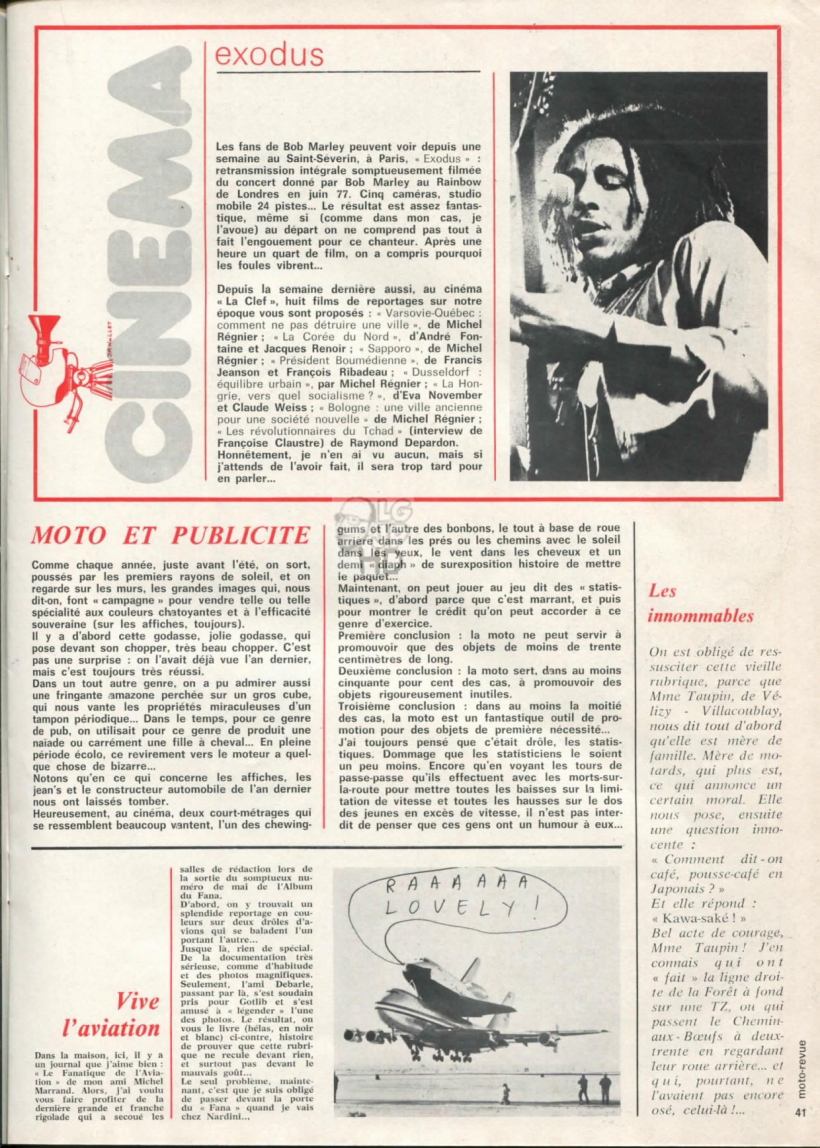 CINEMA
exodus
Les fans de Bob Marley peuvent voir depuis une
semaine au Saint-Séverin, à Paris, « Exodus » :
retransmission intégrale somptueusement filmée
du concert donné par Bob Marley au Rainbow
de Londres en juin 77. Cinq caméras, studio
mobile 24 pistes... Le résultat est assez fantas-
tique, même si (comme dans mon cas, je
l'avoue) au départ on ne comprend pas tout à
fait l'engouement pour ce chanteur. Après une
heure un quart de film, on a compris pourquoi
les foules vibrent...
Depuis la semaine dernière aussi, au cinéma
« La Clef », huit films de reportages sur notre
époque vous sont proposés : « Varsovie-Québec :
comment ne pas détruire une ville », de Michel
Régnier ; « La Corée du Nord », d'André Fon-
taine et Jacques Renoir ; « Sapporo », de Michel
Régnier ; « Président Boumédienne », de Francis
Jeanson et François Ribadeau ; « Dusseldorf :
équilibre urbain », par Michel Régnier ; « La Hon-
grie, vers quel socialisme ? », d'Eva November
et Claude Weiss ; « Bologne : une ville ancienne
pour une société nouvelle » de Michel Régnier ;
« Les révolutionnaires du Tchad » (interview de
Françoise Claustre) de Raymond Depardon.
Honnêtement, je n'en ai vu aucun, mais si
j'attends de l'avoir fait, il sera trop tard pour
en parler...
MOTO ET PUBLICITE
Comme chaque année, juste avant l'été, on sort,
poussés par les premiers rayons de soleil, et on
regarde sur les murs, les grandes images qui, nous
dit-on, font « campagne » pour vendre telle ou telle
spécialité aux couleurs chatoyantes et à l'efficacité
souveraine (sur les affiches, toujours).
Il y a d'abord cette godasse, jolie godasse, qui
pose devant son chopper, très beau chopper. C'est
pas une surprise : on l'avait déjà vue l'an dernier,
mais c'est toujours très réussi.
Dans un tout autre genre, on a pu admirer aussi
une fringante amazone perchée sur un gros cube,
qui nous vante les propriétés miraculeuses d'un
tampon périodique... Dans le temps, pour ce genre
de pub, on utilisait pour ce genre de produit une
naïade ou carrément une fille à cheval... En pleine
période écolo, ce revirement vers le moteur a quel-
que chose de bizarre...
Notons qu'en ce qui concerne les affiches, les
jean's et le constructeur automobile de l'an dernier
nous ont laissés tomber.
Heureusement, au cinéma, deux court-métrages qui
se ressemblent beaucoup vantent, l'un des chewing-
gums et l'autre des bonbons, le tout à base de roue
arrière dans les prés ou les chemins avec le soleil
dans les yeux, le vent dans les cheveux et un
demi « diaph » de surexposition histoire de mettre
le paquet...
Maintenant, on peut jouer au jeu dit des « statis-
tiques », d'abord parce que c'est marrant, et puis
pour montrer le crédit qu'on peut accorder à ce
genre d'exercice.
Première conclusion : la moto ne peut servir à
promouvoir que des objets de moins de trente
centimètres de long.
Deuxième conclusion : la moto sert, dans au moins
cinquante pour cent des cas, à promouvoir des
objets rigoureusement inutiles.
Troisième conclusion : dans au moins la moitié
des cas, la moto est un fantastique outil de pro-
motion pour des objets de première nécessité...
J'ai toujours pensé que c'était drôle, les statis-
tiques. Dommage que les statisticiens le soient
un peu moins. Encore qu'en voyant les tours de
passe-passe qu'ils effectuent avec les morts-sur-
la-route pour mettre toutes les baisses sur la limi-
tation de vitesse et toutes les hausses sur le dos
des jeunes en excès de vitesse, il n'est pas inter-
dit de penser que ces gens ont un humour à eux...
Les
innommables
On est obligé de res-
susciter cette vieille
rubrique, parce que
Mme Taupin, de Vé-
lizy - Villacoublay,
nous dit tout d'abord
qu'elle est mère de
famille. Mère de mo-
tards, qui plus est,
ce qui annonce un
certain moral. Elle
nous pose, ensuite
une question inno-
cente :
« Comment dit-on
café, pousse-café en
Japonais ? »
Et elle répond :
« Kawa-saké ! »
Bel acte de courage,
Mme Taupin ! J'en
connais qui ont
« fait » la ligne droi-
te de la Forêt à fond
sur une TZ, ou qui
passent le Chemin-
aux-Bœufs à deux-
trente en regardant
leur roue arrière... et
qui, pourtant, ne
l'avaient pas encore
osé, celui-là !...
Vive
l'aviation
Dans la maison, ici, il y a
un journal que j'aime bien :
« Le Fanatique de l'Avia-
tion » de mon ami Michel
Marrand. Alors, j'ai voulu
vous faire profiter de la
dernière grande et franche
rigolade qui a secoué les
salles de rédaction lors de
la sortie du somptueux nu-
méro de mai de l'Album
du Fana.
D'abord, on y trouvait un
splendide reportage en cou-
leurs sur deux drôles d'a-
vions qui se baladent l'un
portant l'autre...
Jusque là, rien de spécial.
De la documentation très
sérieuse, comme d'habitude
et des photos magnifiques.
Seulement, l'ami Debarle,
passant par là, s'est soudain
pris pour Gotlib et s'est
amusé à « légender » l'une
des photos. Le résultat, on
vous le livre (hélas, en noir
et blanc) ci-contre, histoire
de prouver que cette rubri-
que ne recule devant rien,
et surtout pas devant le
mauvais goût...
Le seul problème, mainte-
nant, c'est que je suis obligé
de passer devant la porte
du « Fana » quand je vais
chez Nardini...
RAAAAAA
LOVELY !
moto-revue
41
LG
HD